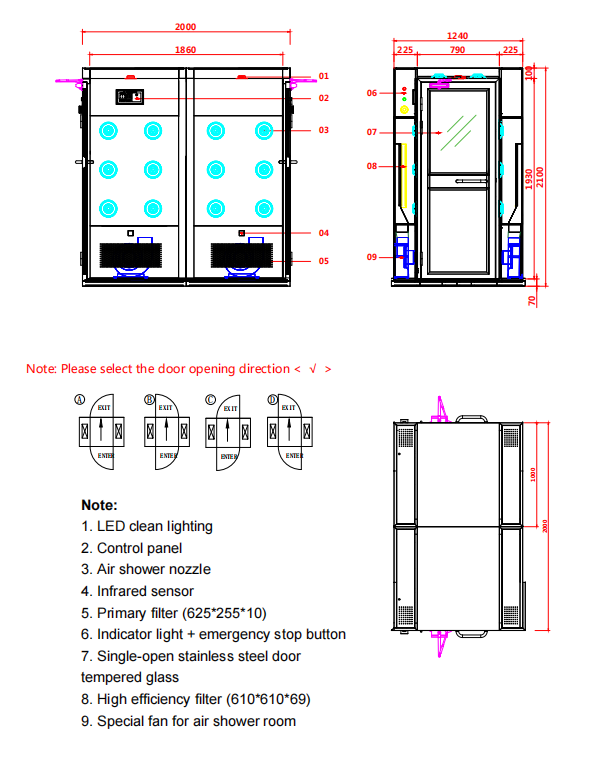 2000
1860
01
02
03
04
05
1240
225 790 225
100
06
07
08
09
1930
2100
70
Note: Please select the door opening direction < √ >
A B C D
EXIT EXIT EXIT EXIT
ENTER ENTER ENTER ENTER
1000
2000
Note:
1. LED clean lighting
2. Control panel
3. Air shower nozzle
4. Infrared sensor
5. Primary filter (625*255*10)
6. Indicator light + emergency stop button
7. Single-open stainless steel door
tempered glass
8. High efficiency filter (610*610*69)
9. Special fan for air shower room